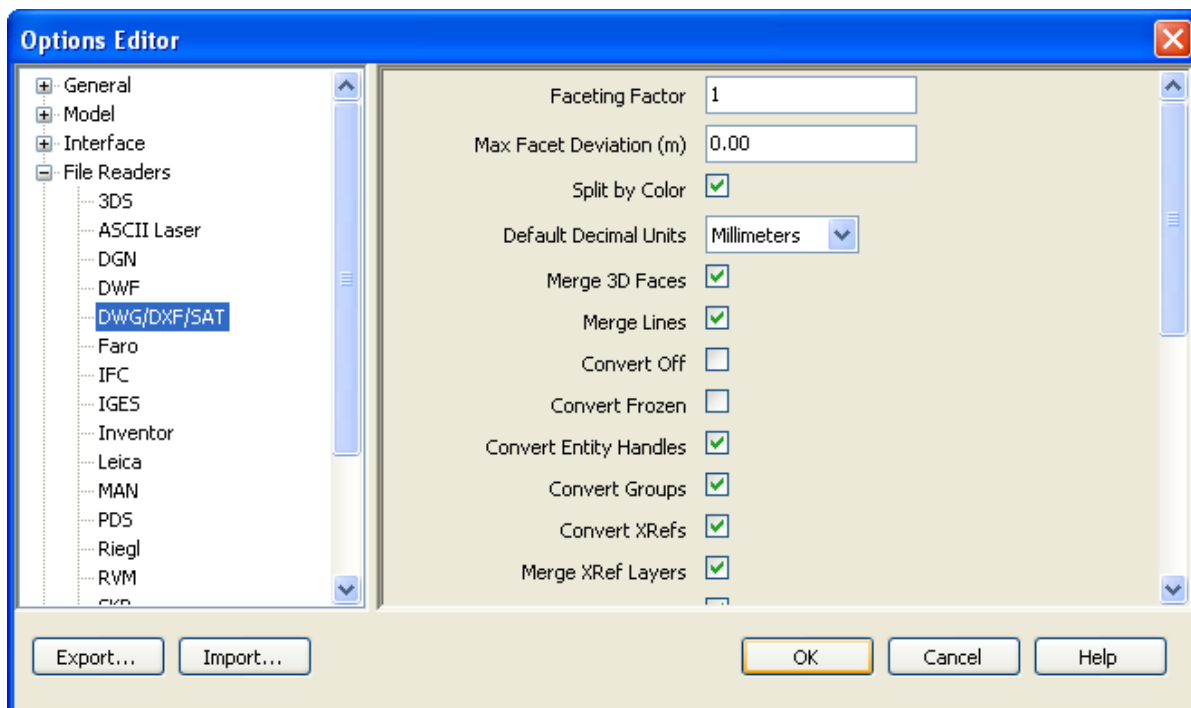 Options Editor
General
Model
Interface
File Readers
3DS
ASCII Laser
DGN
DWF
DWG/DXF/SAT
Faro
IFC
IGES
Inventor
Leica
MAN
PDS
Riegl
RVM
Faceting Factor 1
Max Facet Deviation (m) 0.00
Split by Color
Default Decimal Units Millimeters
Merge 3D Faces
Merge Lines
Convert Off
Convert Frozen
Convert Entity Handles
Convert Groups
Convert XRefs
Merge XRef Layers
Export... Import... OK Cancel Help